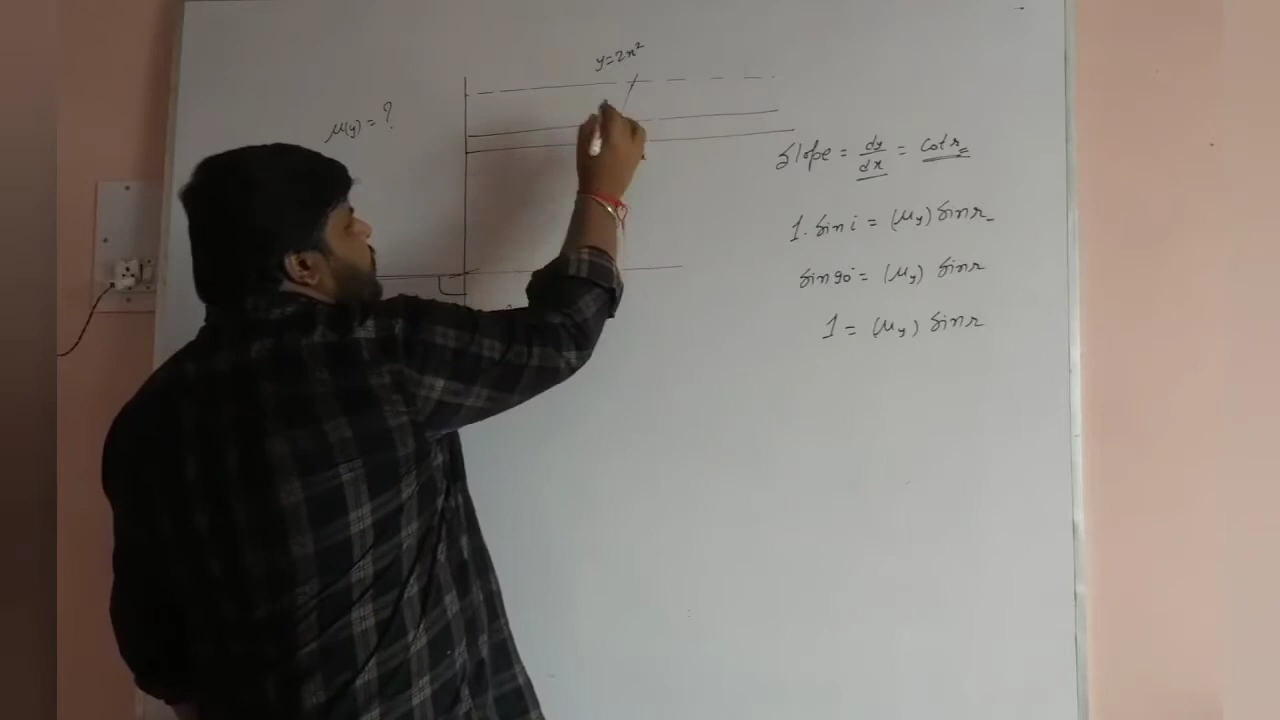 y=2x²
μ(y) = ?
Slope = dy/dx = cot r
1. Sin i = (μy) Sin r
Sin 90° = (μy) Sin r
1 = (μy) Sin r